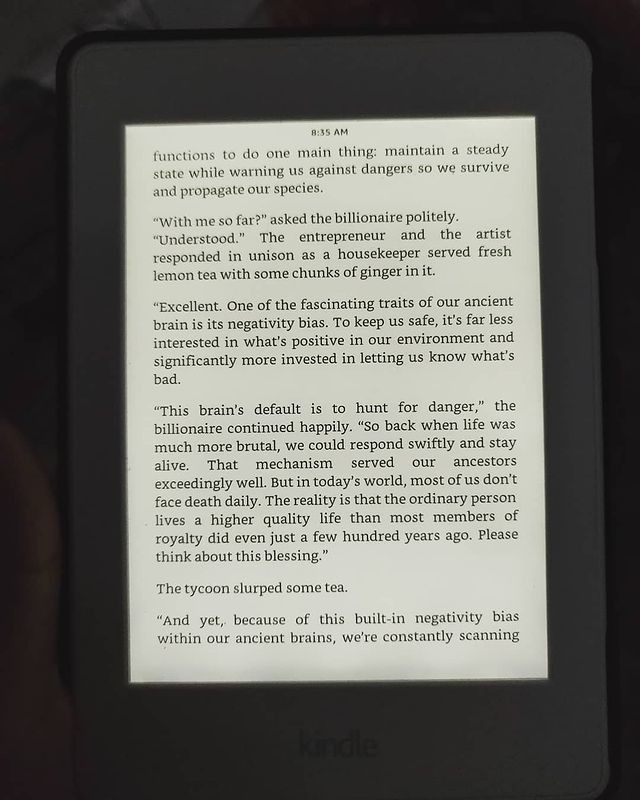 8:35 AM
functions to do one main thing: maintain a steady
state while warning us against dangers so we survive
and propagate our species.
“With me so far?” asked the billionaire politely.
“Understood.” The entrepreneur and the artist
responded in unison as a housekeeper served fresh
lemon tea with some chunks of ginger in it.
“Excellent. One of the fascinating traits of our ancient
brain is its negativity bias. To keep us safe, it’s far less
interested in what’s positive in our environment and
significantly more invested in letting us know what’s
bad.
“This brain’s default is to hunt for danger,” the
billionaire continued happily. “So back when life was
much more brutal, we could respond swiftly and stay
alive. That mechanism served our ancestors
exceedingly well. But in today’s world, most of us don’t
face death daily. The reality is that the ordinary person
lives a higher quality life than most members of
royalty did even just a few hundred years ago. Please
think about this blessing.”
The tycoon slurped some tea.
“And yet, because of this built-in negativity bias
within our ancient brains, we’re constantly scanning
kindle